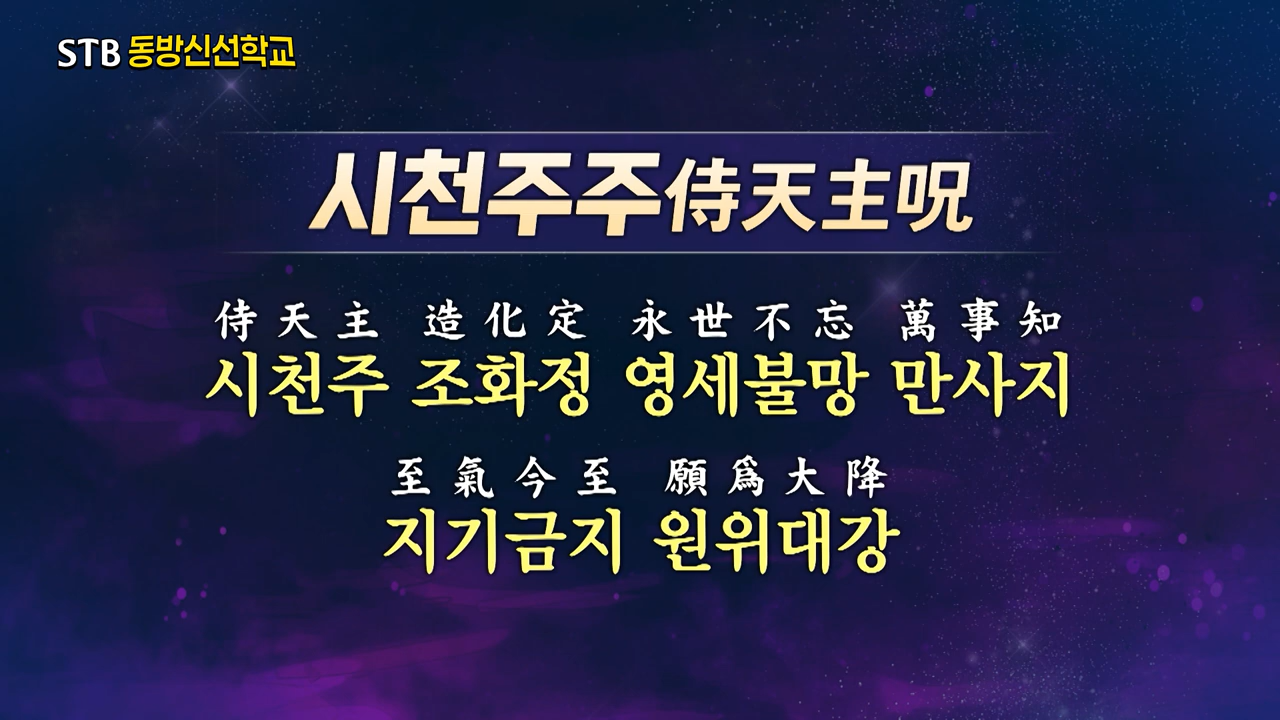 STB 동방신선학교
시천주주侍天主呪
侍天主 造化定 永世不忘 萬事知
시천주 조화정 영세불망 만사지
至氣今至 願爲大降
지기금지 원위대강